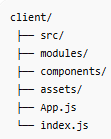 client/
├── src/
├── modules/
├── components/
├── assets/
├── App.js
└── index.js